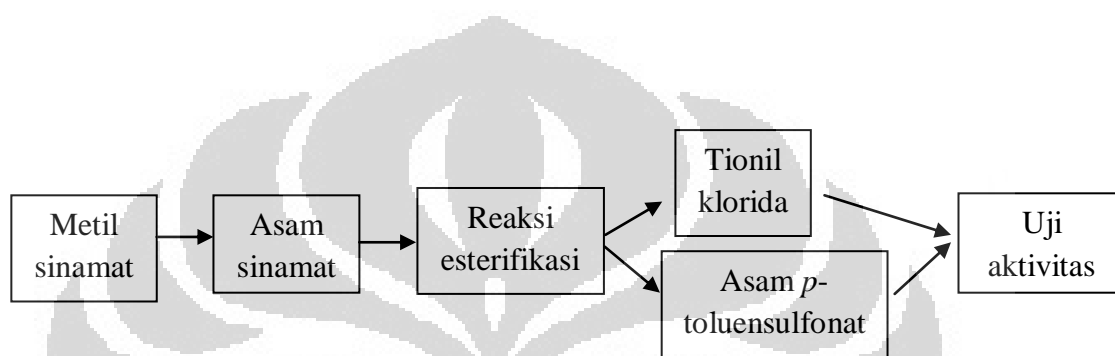 Metil
sinamat
Asam
sinamat
Reaksi
esterifikasi
Tionil
klorida
Asam p-
toluensulfonat
Uji
aktivitas